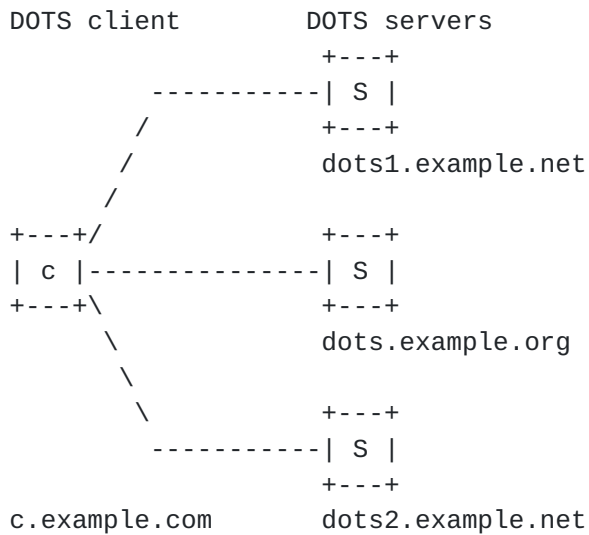 DOTS client        DOTS servers
                    +---+
         -----------| S |
        /           +---+
       /            dots1.example.net
      /
+---+/              +---+
| c |---------------| S |
+---+\              +---+
      \             dots.example.org
       \
        \           +---+
         -----------| S |
                    +---+
c.example.com       dots2.example.net